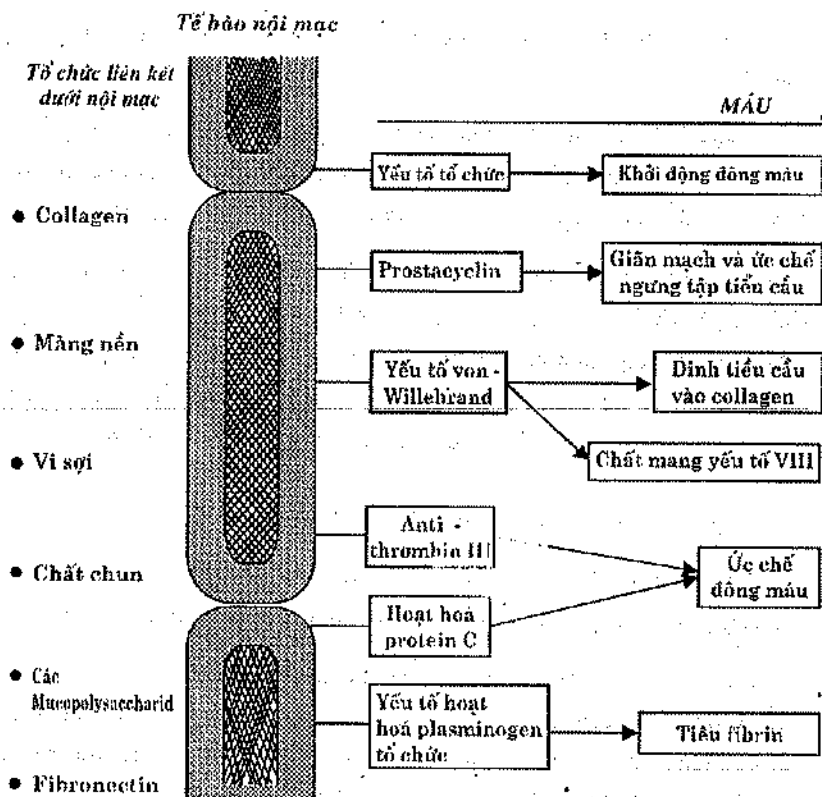 Tế bào nội mạc
Tổ chức liên kết
dưới nội mạc
MÁU
Yếu tố tổ chức
Khởi động đông máu
● Collagen
Prostacyclin
Giãn mạch và ức chế
ngưng tập tiểu cầu
● Màng nền
Yếu tố von -
Willebrand
Dính tiểu cầu
vào collagen
● Vi sợi
Chất mang yếu tố VIII
Anti -
thrombin III
● Chất chun
Ức chế
đông máu
Hoạt hoá
protein C
● Các
Mucopolysaccharid
Yếu tố hoạt
hoá plasminogen
tổ chức
Tiêu fibrin
● Fibronectin